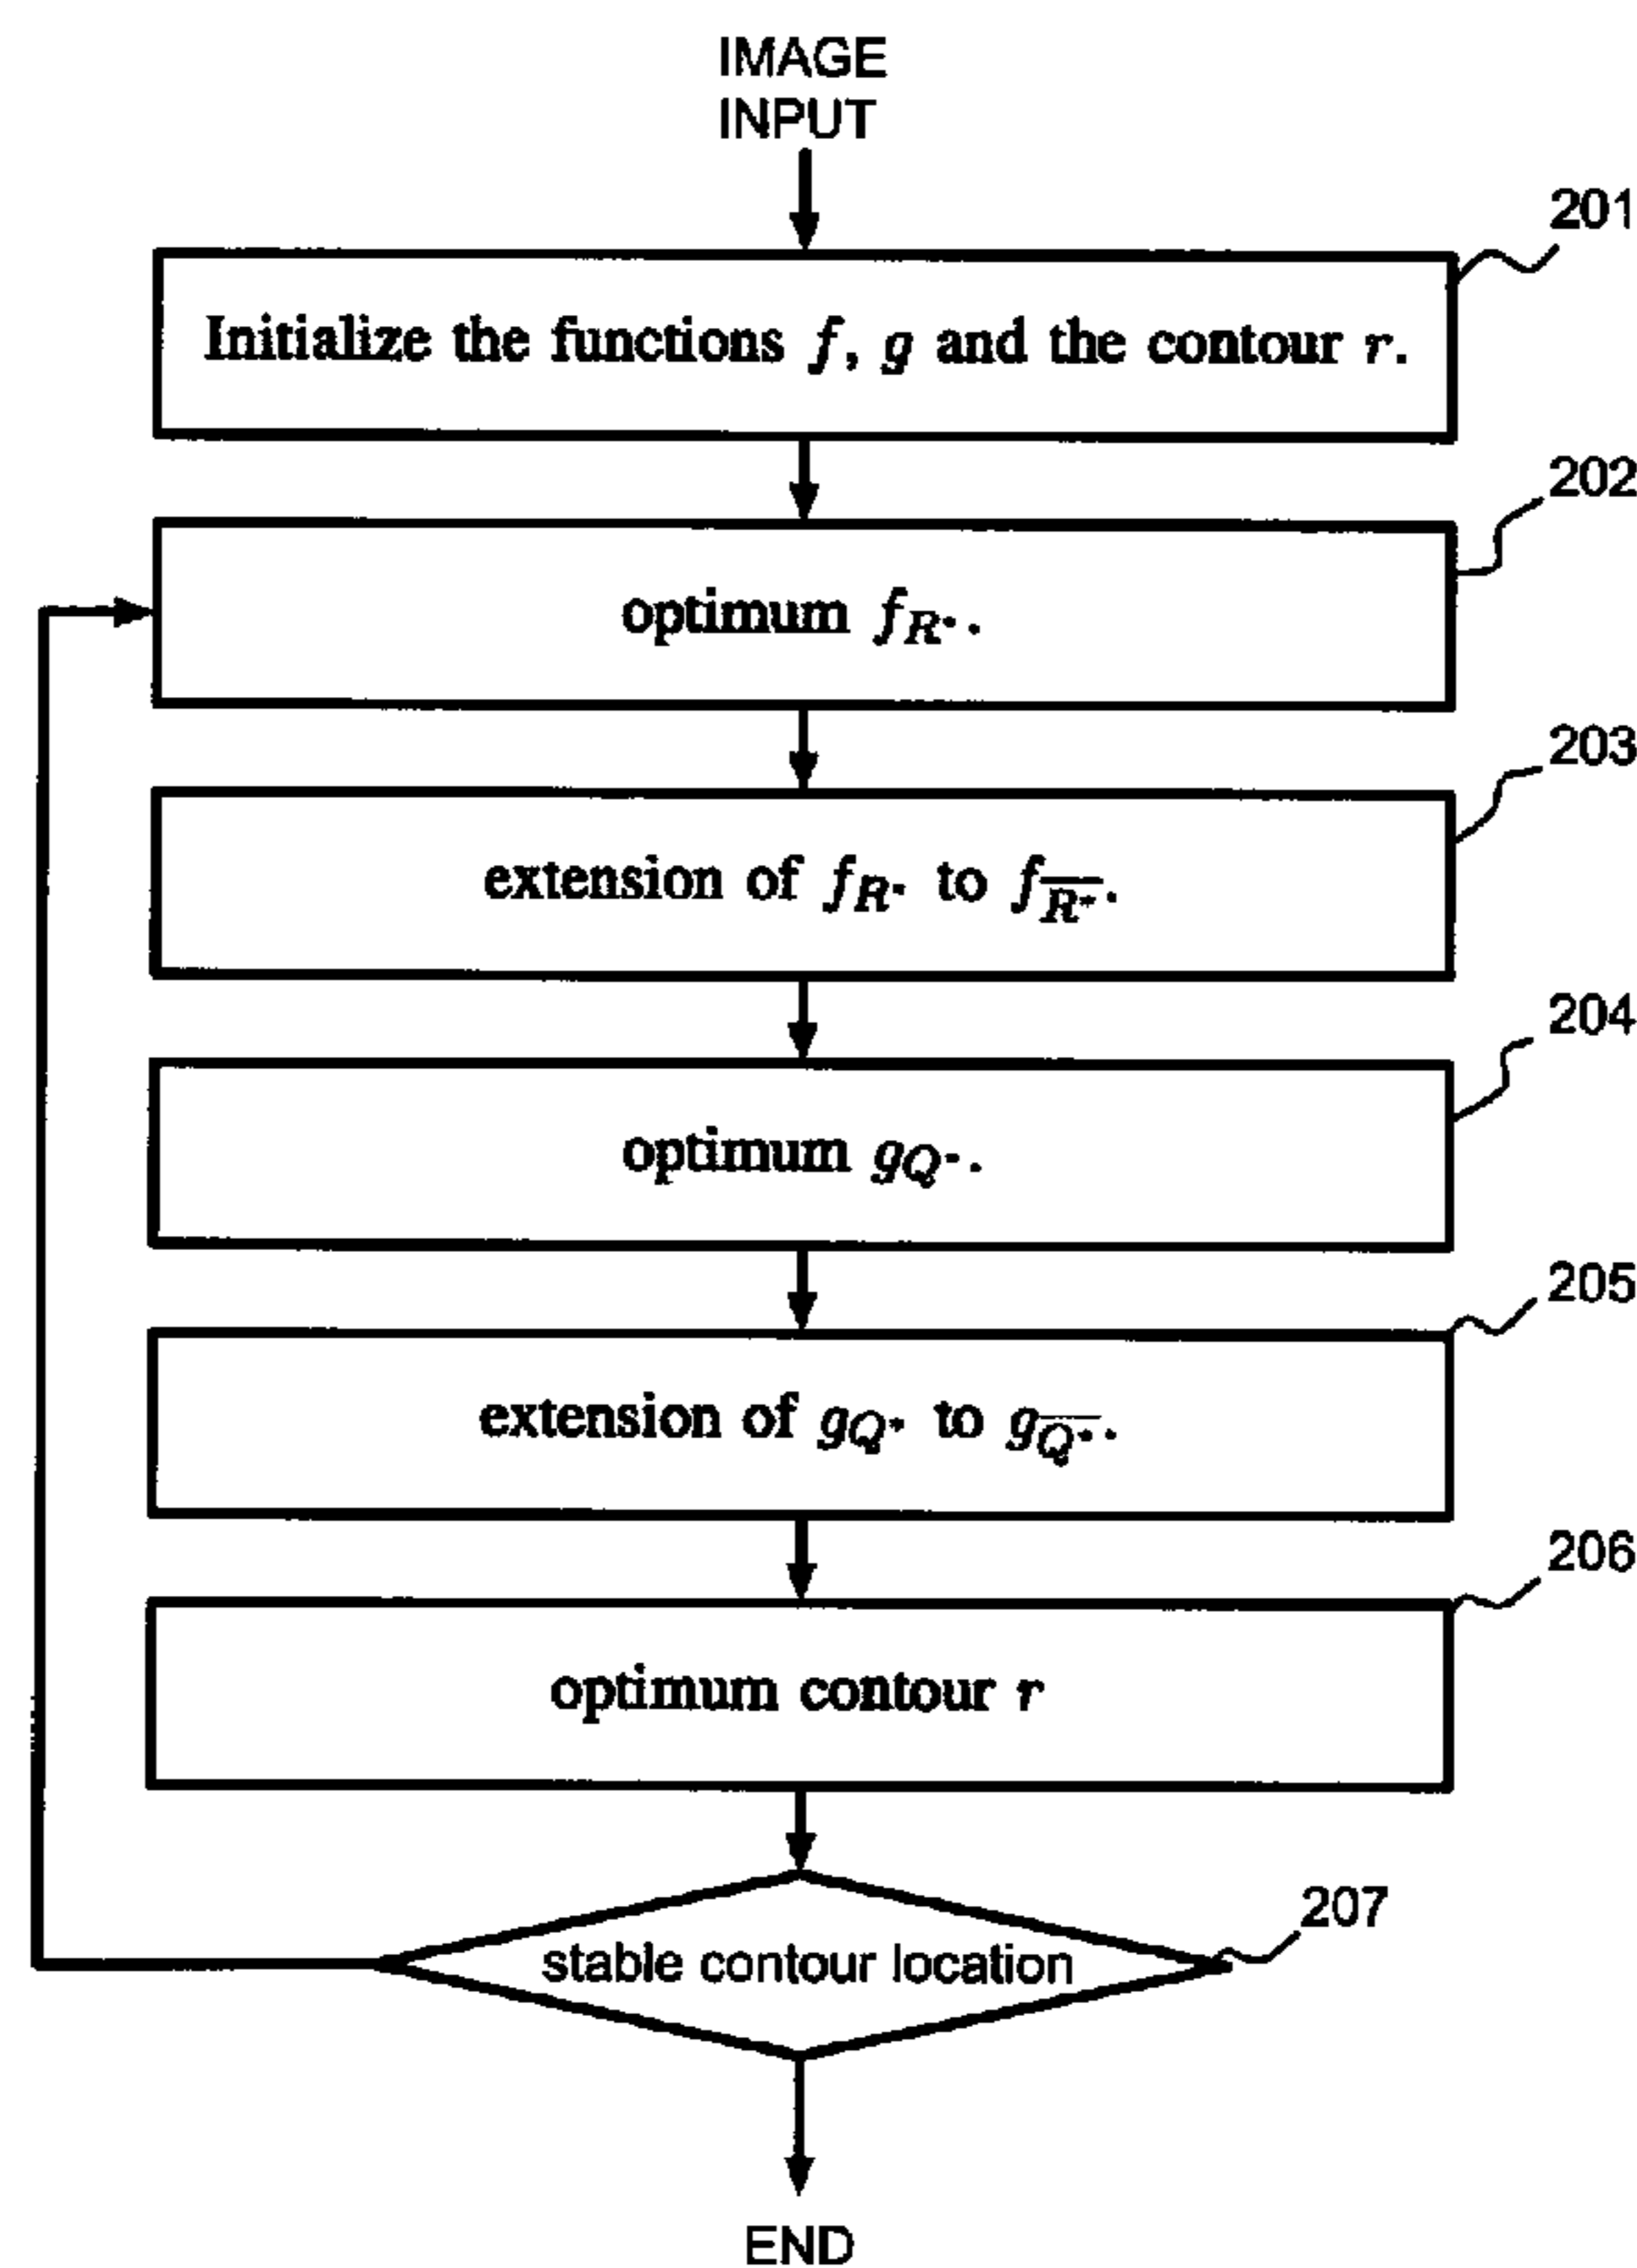 IMAGE
INPUT
201
Initialize the functions f, g and the contour r.
202
optimum f_{R*}.
203
extension of f_{R*} to f_{\overline{R*}}.
204
optimum g_{Q*}.
205
extension of g_{Q*} to g_{\overline{Q*}}.
206
optimum contour r
207
stable contour location
END